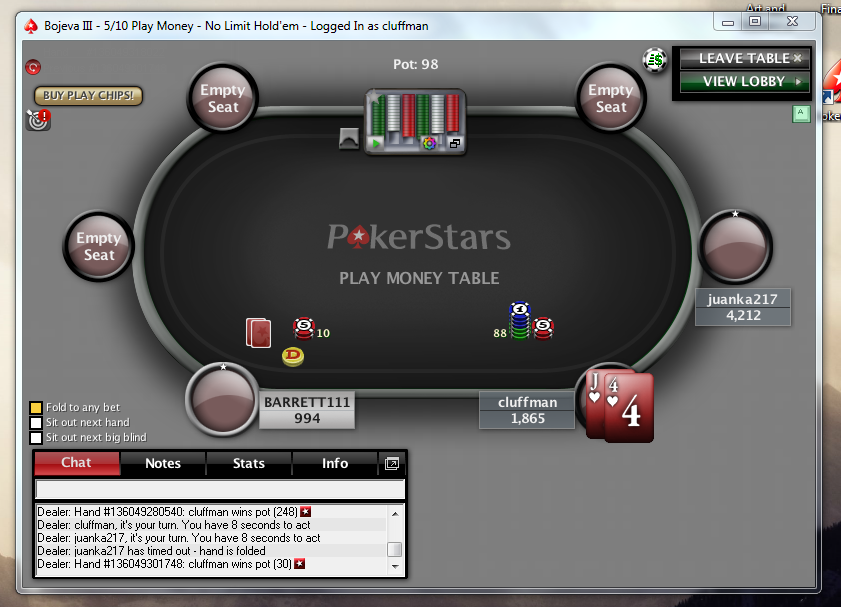 Bojeva III - 5/10 Play Money - No Limit Hold'em - Logged In as cluffman
Pot: 98
LEAVE TABLE
VIEW LOBBY
BUY PLAY CHIPS!
Empty
Seat
Empty
Seat
Empty
Seat
PokerStars
PLAY MONEY TABLE
juanka217
4,212
10
88
D
BARRETT111
994
cluffman
1,865
J
4
4
Fold to any bet
Sit out next hand
Sit out next big blind
Chat
Notes
Stats
Info
Dealer: Hand #136049280540: cluffman wins pot (248)
Dealer: cluffman, it's your turn. You have 8 seconds to act
Dealer: juanka217, it's your turn. You have 8 seconds to act
Dealer: juanka217 has timed out - hand is folded
Dealer: Hand #136049301748: cluffman wins pot (30)